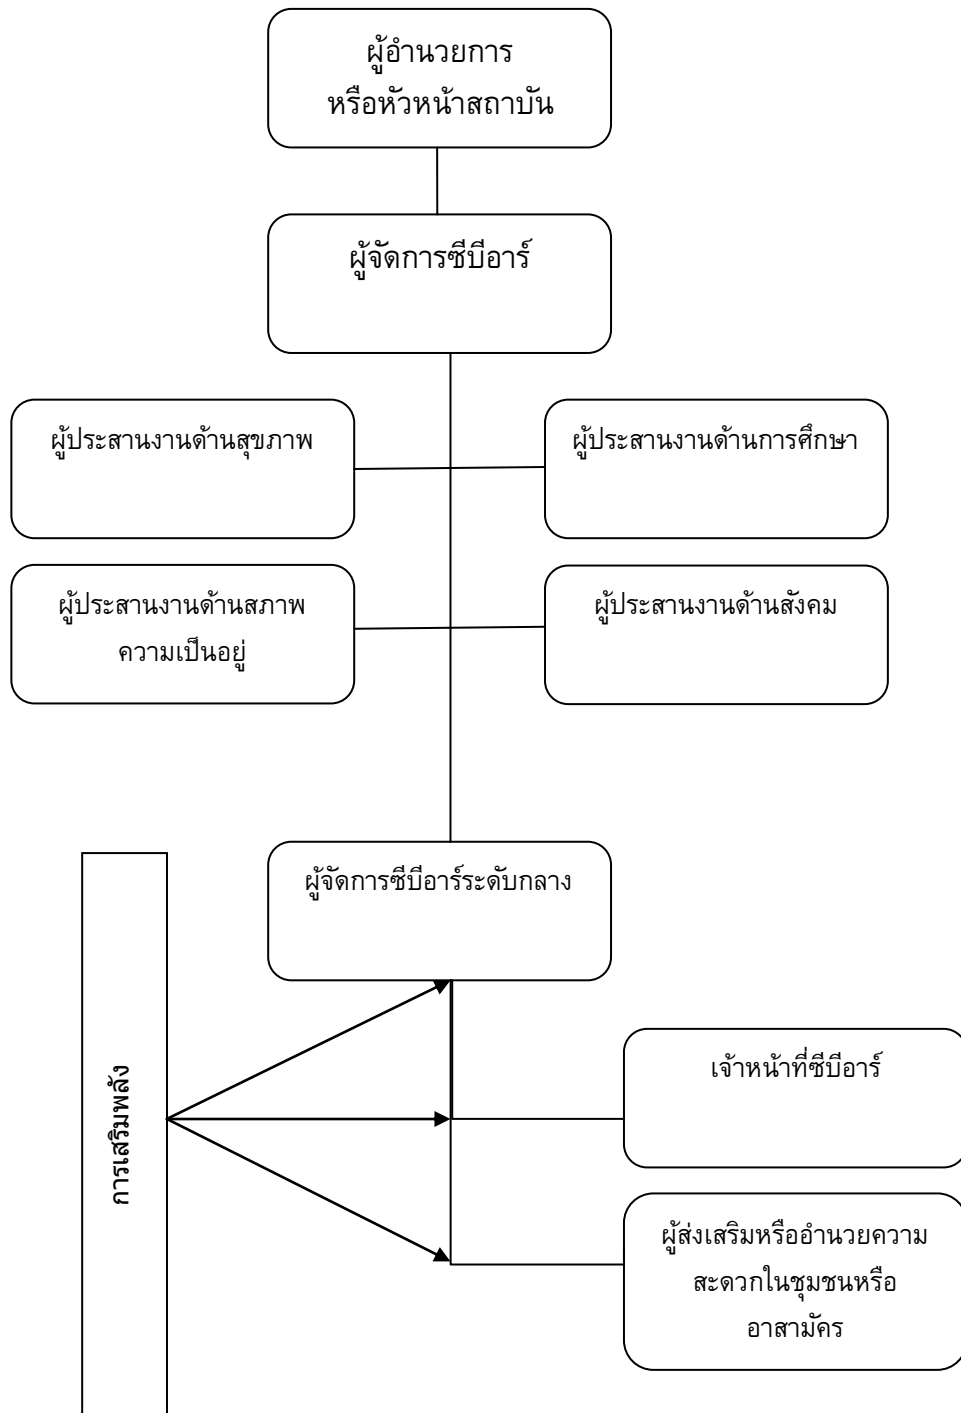 ผู้อำนวยการ
หรือหัวหน้าสถาบัน
ผู้จัดการซีบีอาร์
ผู้ประสานงานด้านสุขภาพ
ผู้ประสานงานด้านการศึกษา
ผู้ประสานงานด้านสภาพ
ความเป็นอยู่
ผู้ประสานงานด้านสังคม
ผู้จัดการซีบีอาร์ระดับกลาง
การเสริมพลัง
เจ้าหน้าที่ซีบีอาร์
ผู้ส่งเสริมหรืออำนวยความ
สะดวกในชุมชนหรือ
อาสามัคร